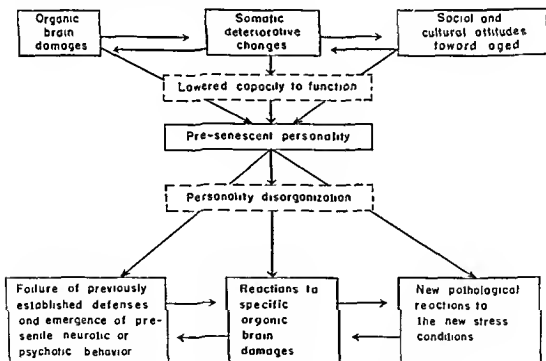 Organic
brain
damages
Somatic
deteriorative
changes
Social and
cultural attitudes
toward aged
Lowered capacity to function
Pre-senescent personality
Personality disorganization
Failure of previously
established defenses
and emergence of pre-
senile neurotic or
psychotic behavior
Reactions to
specific
organic
brain
damages
New pathological
reactions to
the new stress
conditions